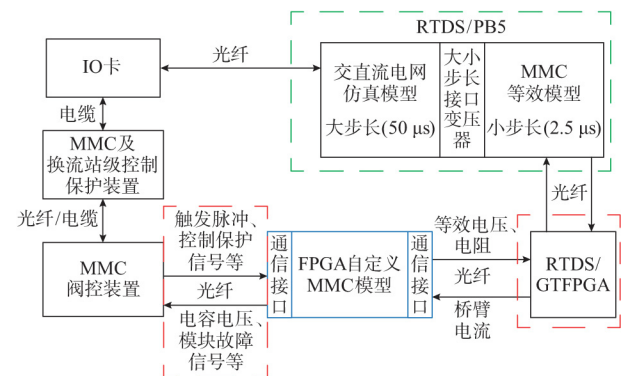 RTDS/PB5
IO卡
光纤
交直流电网
仿真模型
大步长(50 μs)
大小
步长
接口
变压
器
MMC
等效模型
小步长(2.5 μs)
电缆
MMC及
换流站级控制
保护装置
光纤
光纤/电缆
触发脉冲、
控制保护
信号等
光纤
电容电压、
模块故障
信号等
MMC
阀控装置
通信接口
FPGA自定义
MMC模型
通信接口
等效电压、
电阻
光纤
桥臂
电流
RTDS/
GTFPGA